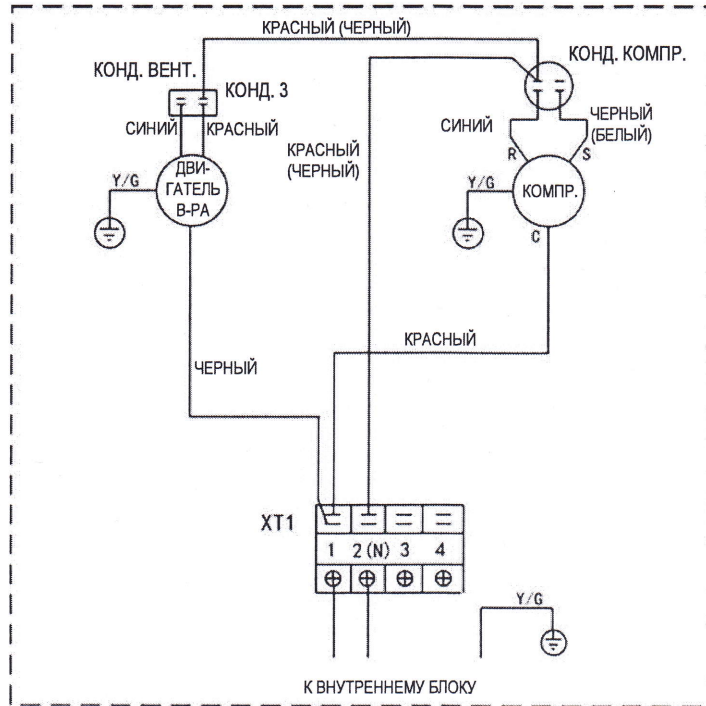 КРАСНЫЙ (ЧЕРНЫЙ)
КОНД. КОМПР.
КОНД. ВЕНТ.
КОНД. 3
СИНИЙ
КРАСНЫЙ
СИНИЙ
ЧЕРНЫЙ
(БЕЛЫЙ)
КРАСНЫЙ
(ЧЕРНЫЙ)
R
S
Y/G
ДВИ-
ГАТЕЛЬ
В-РА
Y/G
КОМПР.
C
КРАСНЫЙ
ЧЕРНЫЙ
XT1
1 2(N) 3 4
Y/G
К ВНУТРЕННЕМУ БЛОКУ